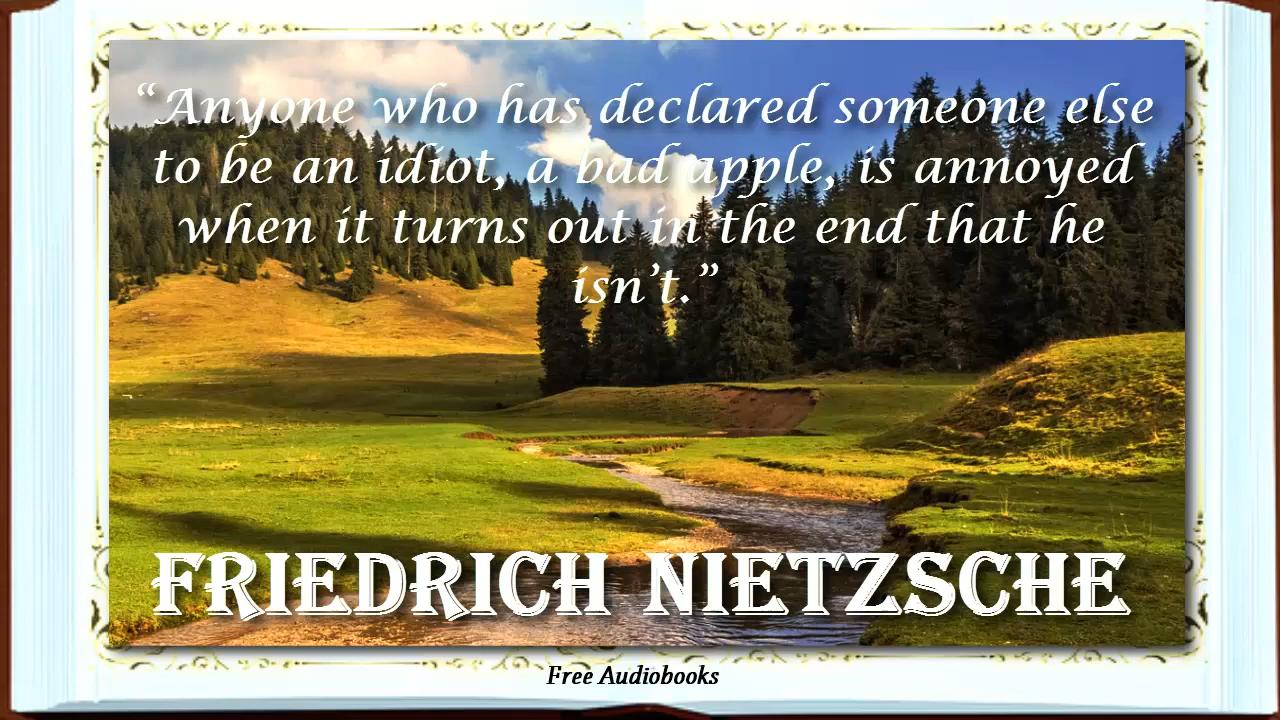 “Anyone who has declared someone else
to be an idiot, a bad apple, is annoyed
when it turns out in the end that he
isn’t.”
FRIEDRICH NIETZSCHE
Free Audiobooks